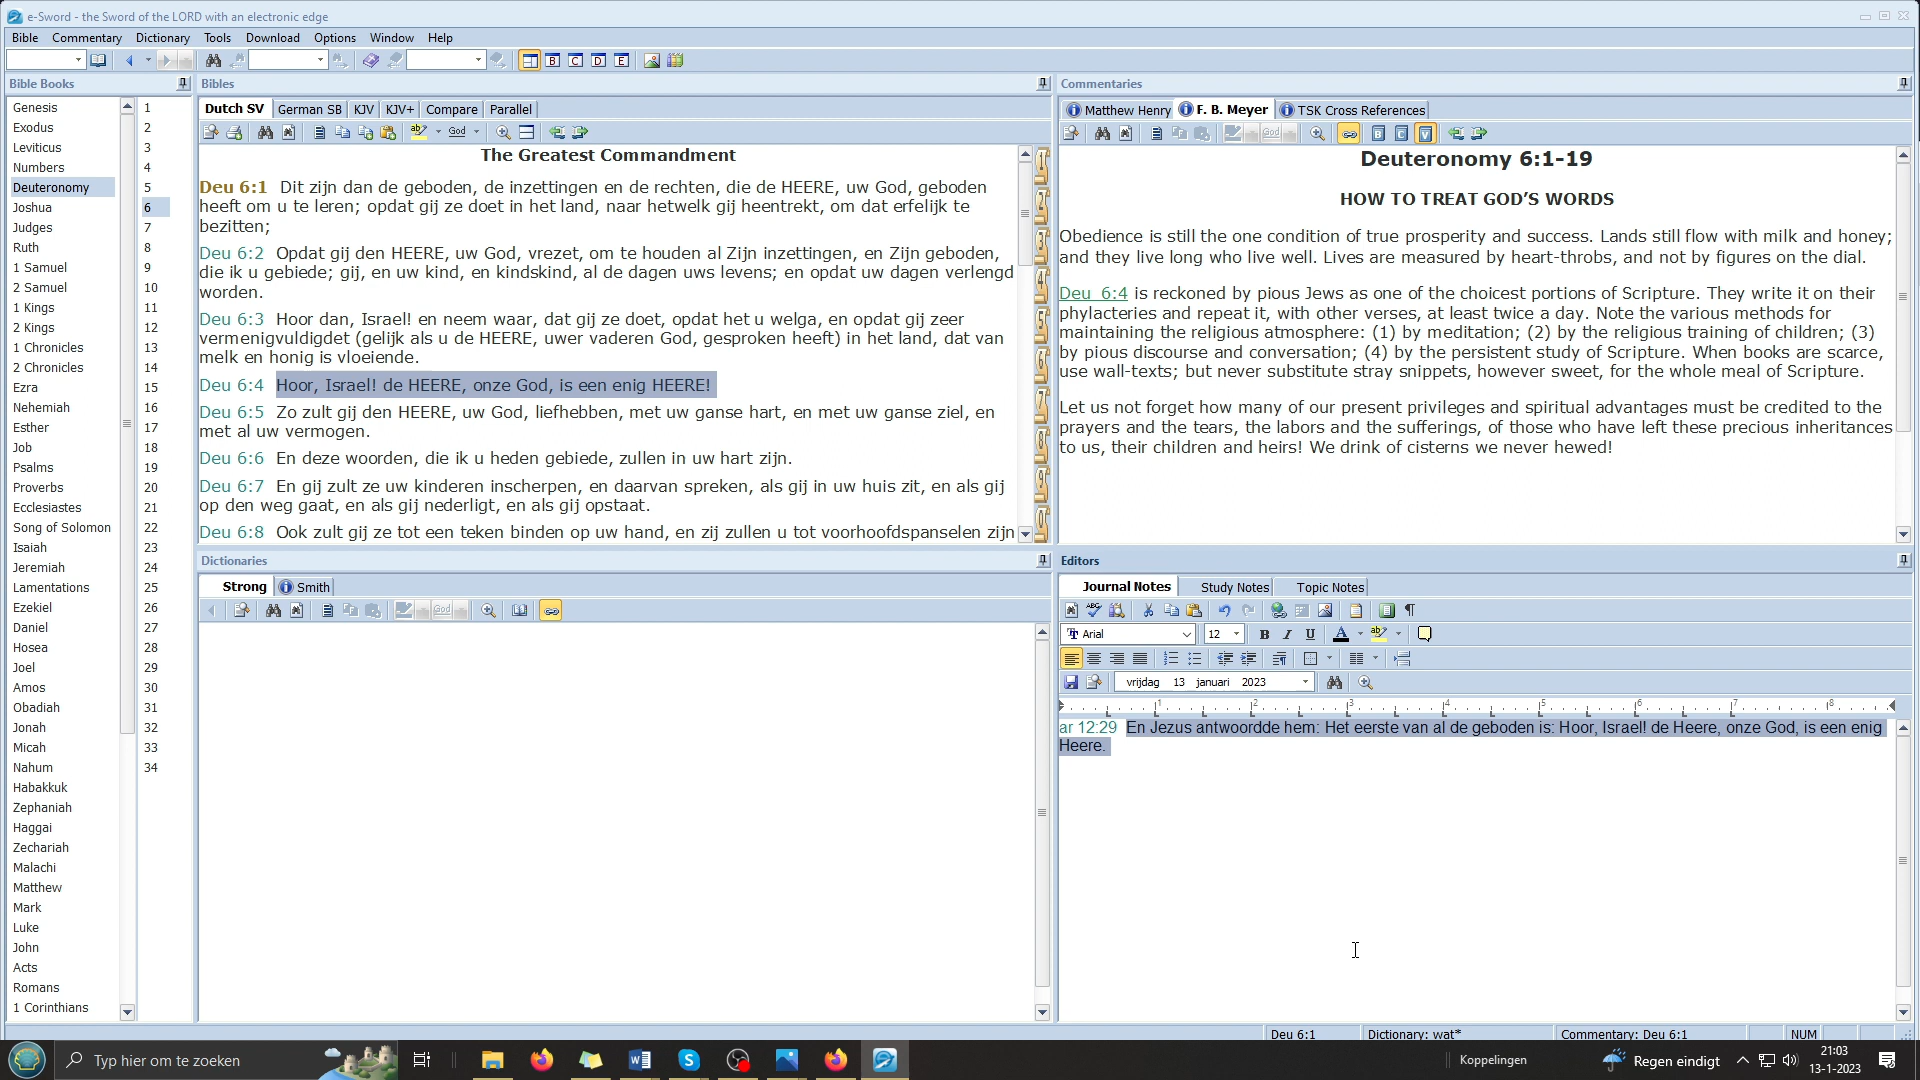 e-Sword - the Sword of the LORD with an electronic edge
Bible Commentary Dictionary Tools Download Options Window Help
Bible Books
Genesis
Exodus
Leviticus
Numbers
Deuteronomy
Joshua
Judges
Ruth
1 Samuel
2 Samuel
1 Kings
2 Kings
1 Chronicles
2 Chronicles
Ezra
Nehemiah
Esther
Job
Psalms
Proverbs
Ecclesiastes
Song of Solomon
Isaiah
Jeremiah
Lamentations
Ezekiel
Daniel
Hosea
Joel
Amos
Obadiah
Jonah
Micah
Nahum
Habakkuk
Zephaniah
Haggai
Zechariah
Malachi
Matthew
Mark
Luke
John
Acts
Romans
1 Corinthians
1
2
3
4
5
6
7
8
9
10
11
12
13
14
15
16
17
18
19
20
21
22
23
24
25
26
27
28
29
30
31
32
33
34
Bibles
Dutch SV German SB KJV KJV+ Compare Parallel
The Greatest Commandment
Deu 6:1 Dit zijn dan de geboden, de inzettingen en de rechten, die de HEERE, uw God, geboden
heeft om u te leren; opdat gij ze doet in het land, naar hetwelk gij heentrekt, om dat erfelijk te
bezitten;
Deu 6:2 Opdat gij den HEERE, uw God, vrezet, om te houden al Zijn inzettingen, en Zijn geboden,
die ik u gebiede; gij, en uw kind, en kindskind, al de dagen uws levens; en opdat uw dagen verlengd
worden.
Deu 6:3 Hoor dan, Israel! en neem waar, dat gij ze doet, opdat het u welga, en opdat gij zeer
vermenigvuldigdet (gelijk als u de HEERE, uwer vaderen God, gesproken heeft) in het land, dat van
melk en honig is vloeiende.
Deu 6:4 Hoor, Israel! de HEERE, onze God, is een enig HEERE!
Deu 6:5 Zo zult gij den HEERE, uw God, liefhebben, met uw ganse hart, en met uw ganse ziel, en
met al uw vermogen.
Deu 6:6 En deze woorden, die ik u heden gebiede, zullen in uw hart zijn.
Deu 6:7 En gij zult ze uw kinderen inscherpen, en daarvan spreken, als gij in uw huis zit, en als gij
op den weg gaat, en als gij nederligt, en als gij opstaat.
Deu 6:8 Ook zult gij ze tot een teken binden op uw hand, en zij zullen u tot voorhoofdspanselen zijn
Commentaries
Matthew Henry F. B. Meyer TSK Cross References
Deuteronomy 6:1-19
HOW TO TREAT GOD’S WORDS
Obedience is still the one condition of true prosperity and success. Lands still flow with milk and honey;
and they live long who live well. Lives are measured by heart-throbs, and not by figures on the dial.
Deu 6:4 is reckoned by pious Jews as one of the choicest portions of Scripture. They write it on their
phylacteries and repeat it, with other verses, at least twice a day. Note the various methods for
maintaining the religious atmosphere: (1) by meditation; (2) by the religious training of children; (3)
by pious discourse and conversation; (4) by the persistent study of Scripture. When books are scarce,
use wall-texts; but never substitute stray snippets, however sweet, for the whole meal of Scripture.
Let us not forget how many of our present privileges and spiritual advantages must be credited to the
prayers and the tears, the labors and the sufferings, of those who have left these precious inheritances
to us, their children and heirs! We drink of cisterns we never hewed!
Dictionaries
Strong Smith
Editors
Journal Notes Study Notes Topic Notes
Arial 12
vrijdag 13 januari 2023
1 2 3 4 5 6 7 8
ar 12:29 En Jezus antwoordde hem: Het eerste van al de geboden is: Hoor, Israel! de Heere, onze God, is een enig
Heere.
Deu 6:1 Dictionary: wat* Commentary: Deu 6:1 NUM
Typ hier om te zoeken
Koppelingen
Regen eindigt
21:03
13-1-2023